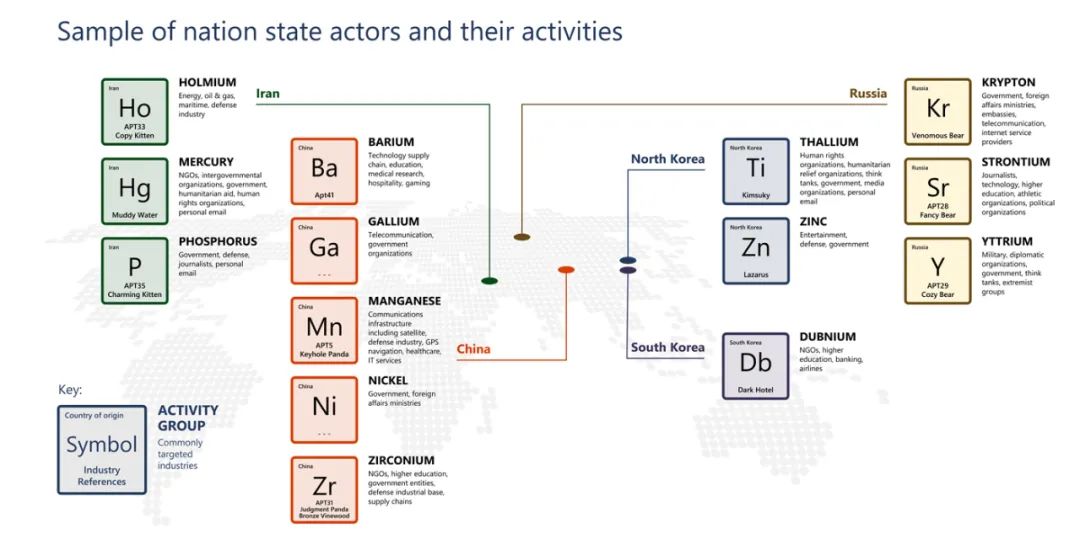 Sample of nation state actors and their activities
Iran
Ho
APT33
Copy Kitten
HOLMIUM
Energy, oil & gas,
maritime, defense
industry
Iran
Hg
Muddy Water
MERCURY
NGOs, intergovernmental
organizations, government,
humanitarian aid, human
rights organizations,
personal email
Iran
P
APT35
Charming Kitten
PHOSPHORUS
Government, defense,
journalists, personal
email
Iran
China
Ba
Apt41
BARIUM
Technology supply
chain, education,
medical research,
hospitality, gaming
China
Ga
---
GALLIUM
Telecommunication,
government
organizations
China
Mn
APT5
Keyhole Panda
MANGANESE
Communications
infrastructure
including satellite,
defense industry, GPS
navigation, healthcare,
IT services
China
Ni
---
NICKEL
Government, foreign
affairs ministries
China
Zr
APT31
Judgment Panda
Bronze Vinewood
ZIRCONIUM
NGOs, higher education,
government entities,
defense industrial base,
supply chains
China
North Korea
North Korea
Ti
Kimsuky
THALLIUM
Human rights
organizations, humanitarian
relief organizations, think
tanks, government, media
organizations, personal
email
North Korea
Zn
Lazarus
ZINC
Entertainment,
defense, government
South Korea
South Korea
Db
Dark Hotel
DUBNIUM
NGOs, higher
education, banking,
airlines
Russia
Russia
Kr
Venomous Bear
KRYPTON
Government, foreign
affairs ministries,
embassies,
telecommunication,
internet service
providers
Russia
Sr
APT28
Fancy Bear
STRONTIUM
Journalists,
technology, higher
education, athletic
organizations, political
organizations
Russia
Y
APT29
Cozy Bear
YTTRIUM
Military, diplomatic
organizations,
government, think
tanks, extremist
groups
Key:
Country of origin
Symbol
Industry
References
ACTIVITY
GROUP
Commonly
targeted
industries